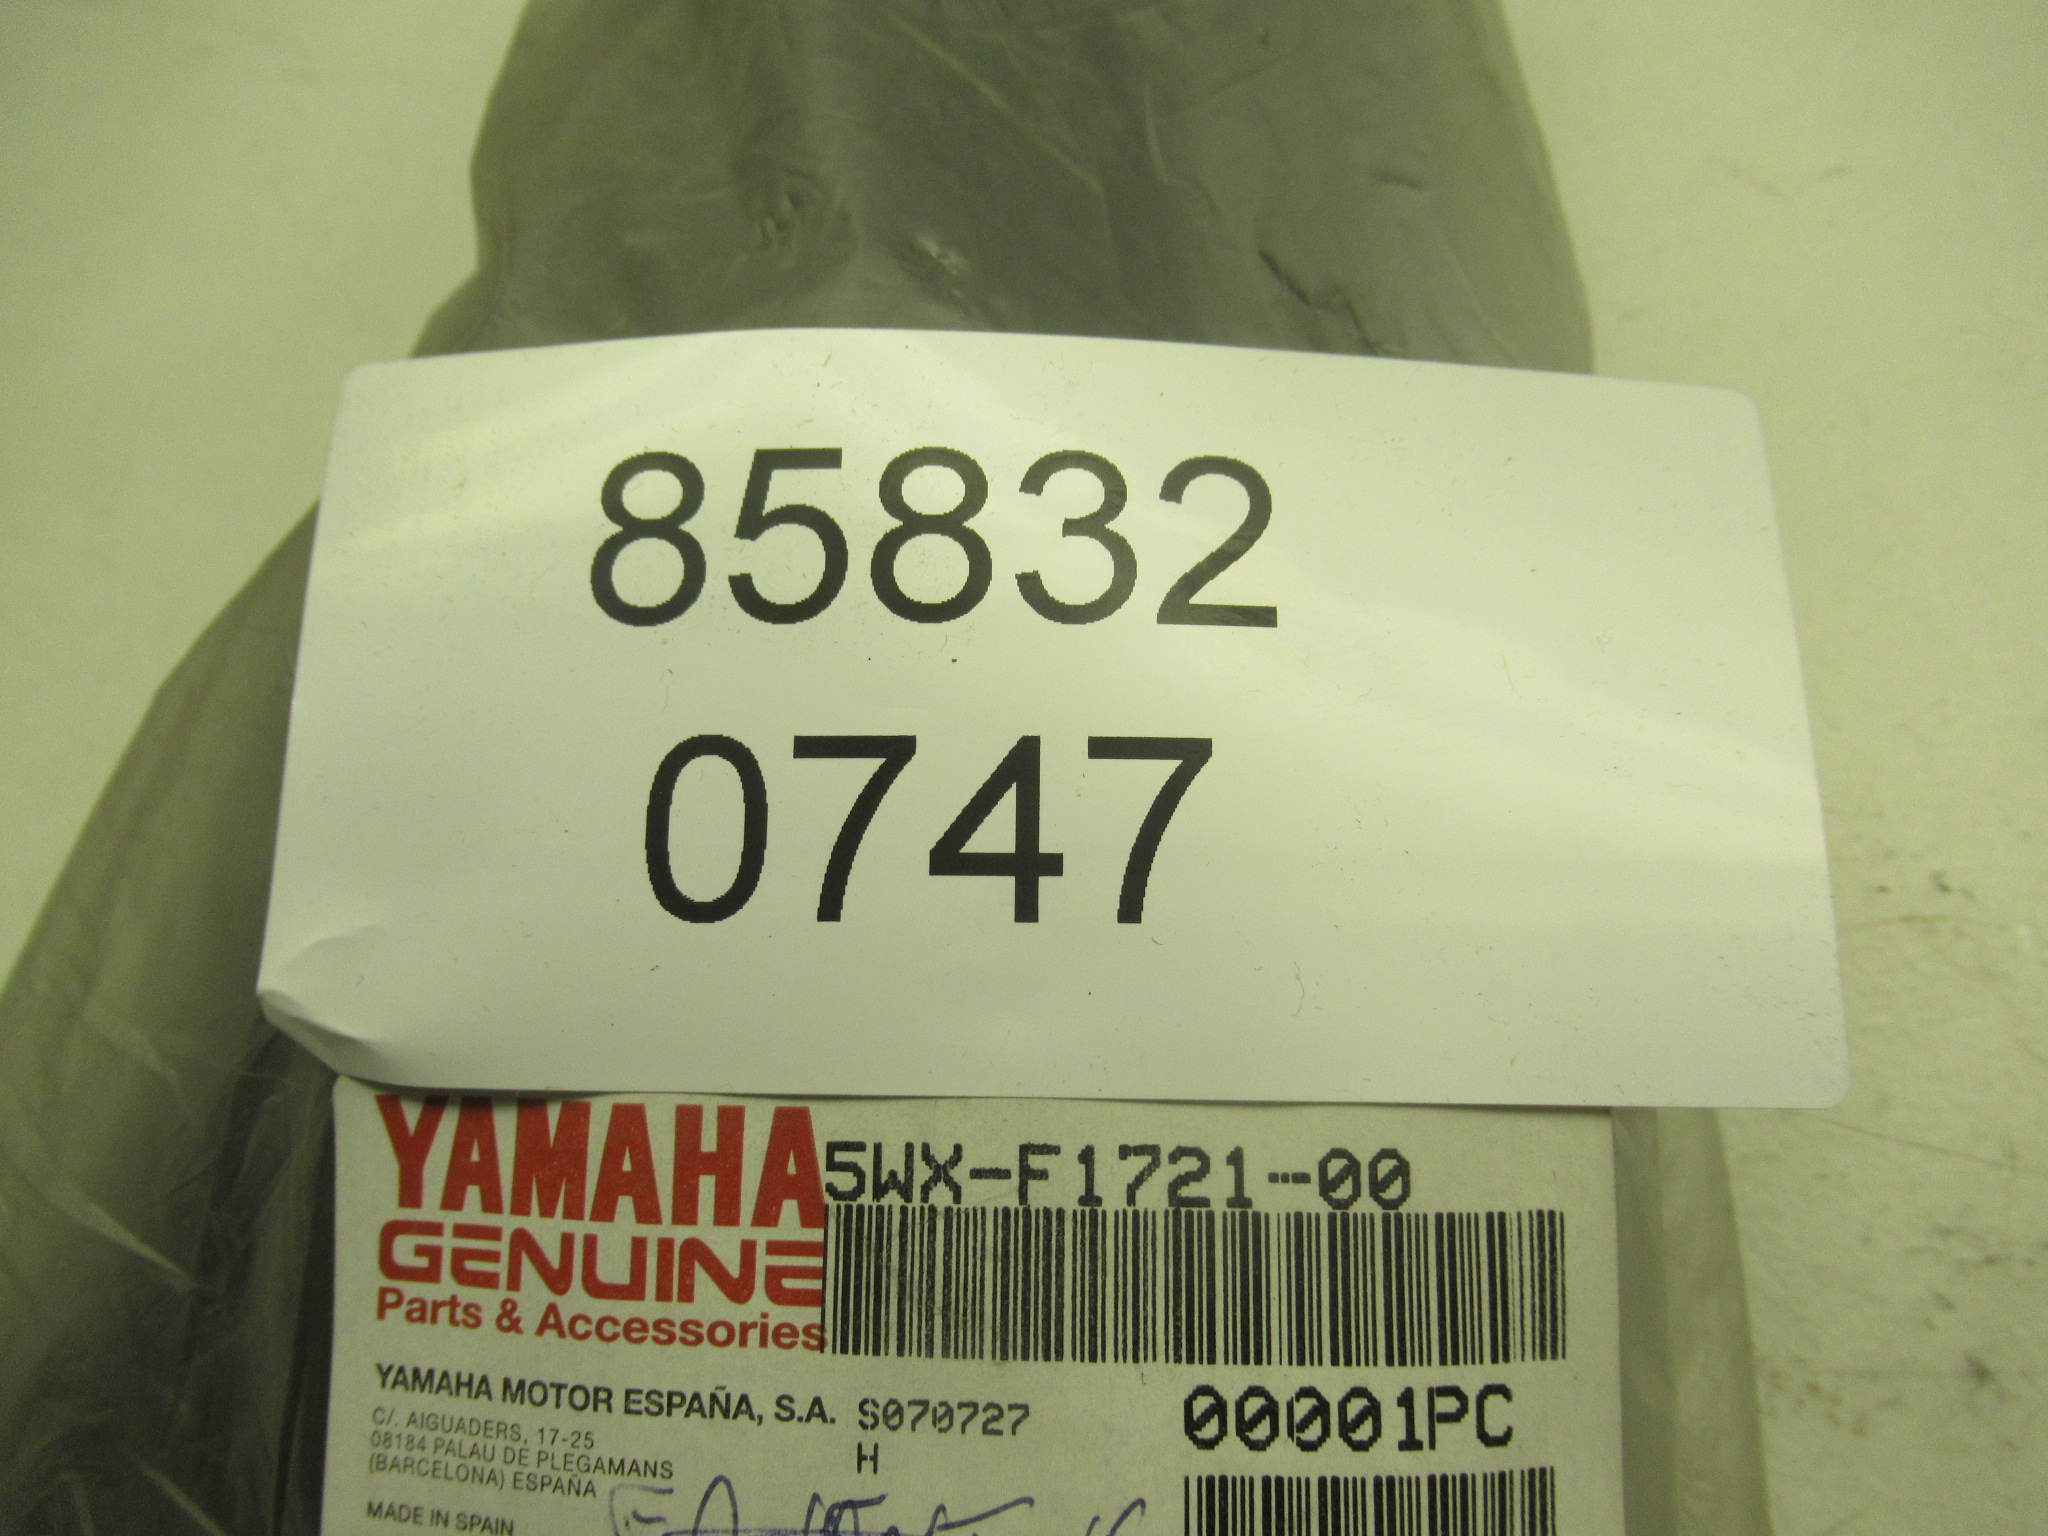 85832
0747
YAMAHA
GENUINE
Parts & Accessories
5WX-F1721-00
YAMAHA MOTOR ESPAÑA, S.A.
C/. AIGUADERS, 17-25
08184 PALAU DE PLEGAMANS
(BARCELONA) ESPAÑA
MADE IN SPAIN
S070727
H
00001PC